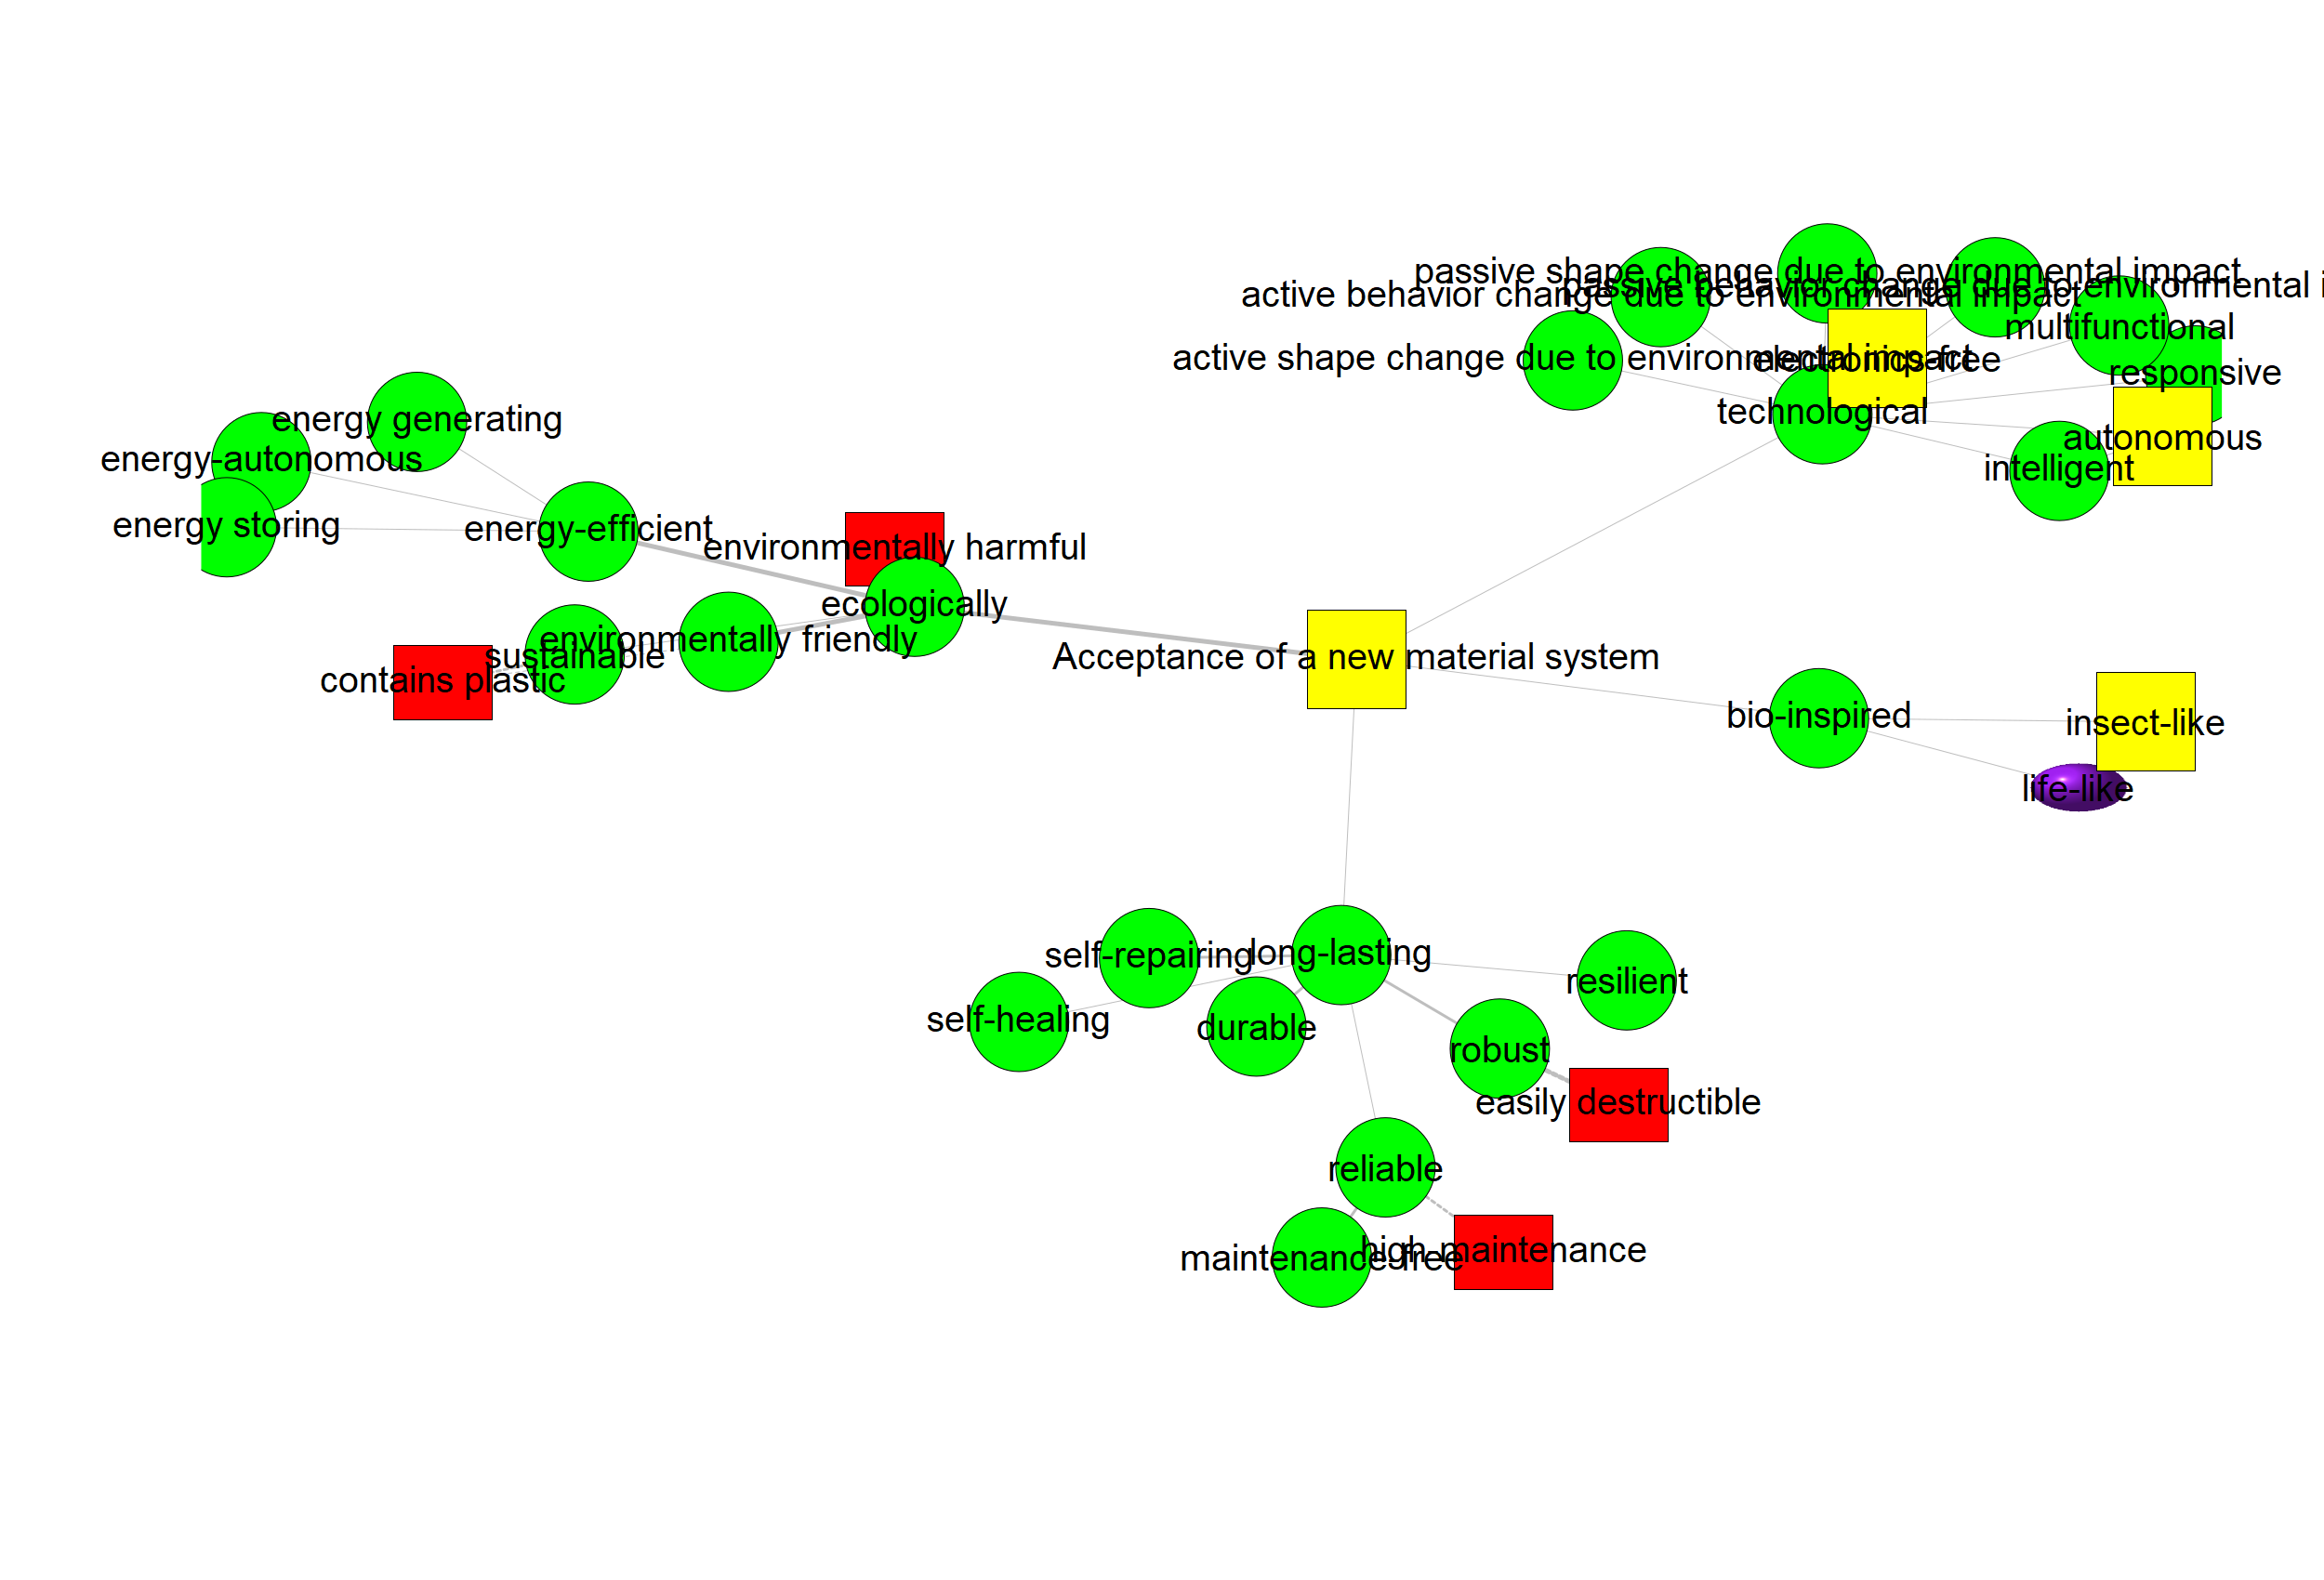 passive shape change due to environmental impact
passive behavior change due to environmental i
active behavior change due to environmental impact
multifunctional
active shape change due to environmental impact
electronics-free
responsive
technological
energy generating
autonomous
energy-autonomous
intelligent
energy storing
energy-efficient
environmentally harmful
ecologically
environmentally friendly
sustainable
Acceptance of a new material system
contains plastic
bio-inspired
insect-like
life-like
long-lasting
self-repairing
resilient
self-healing
durable
robust
easily destructible
reliable
high-maintenance
maintenance-free